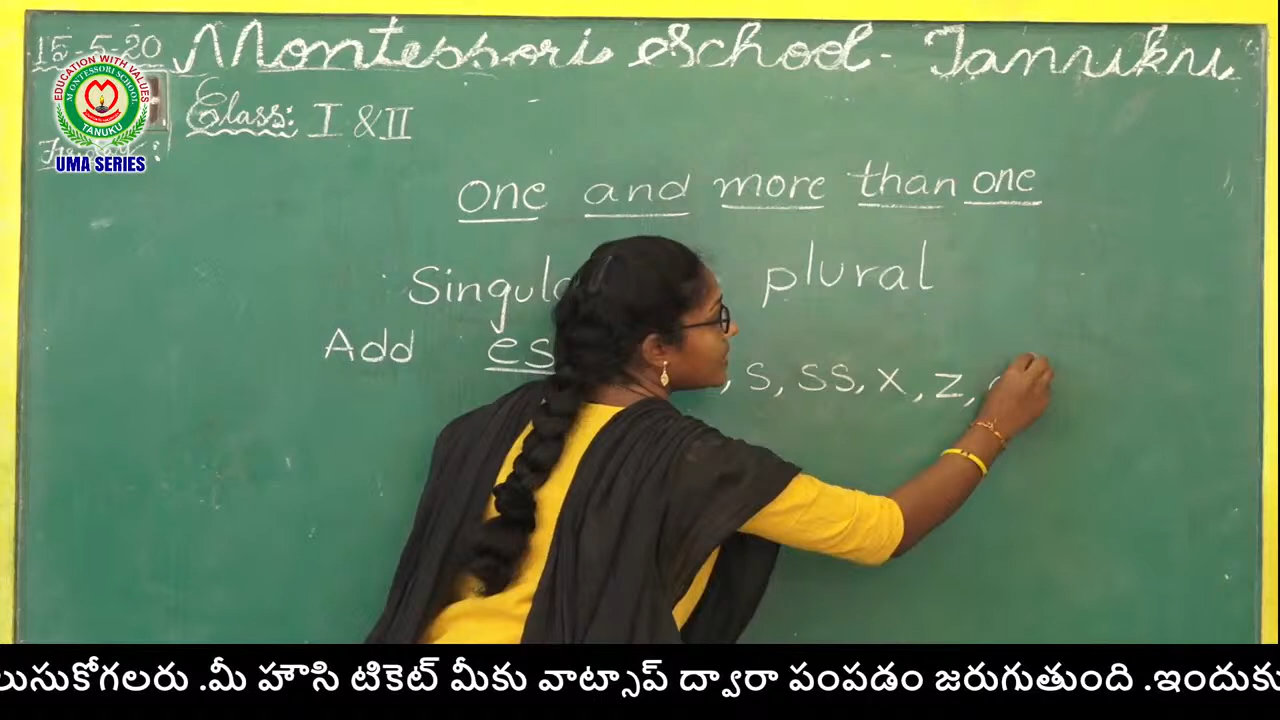 15-5-20 Montessori School - Tanuku
EDUCATION WITH VALUES
MONTESSORI SCHOOL
TANUKU
UMA SERIES
Class: I & II
one and more than one
plural
Add es
, s, ss, x, z,
లుసుకోగలరు .మీ హౌసి టికెట్ మీకు వాట్సాప్ ద్వారా పంపడం జరుగుతుంది .ఇందుకు